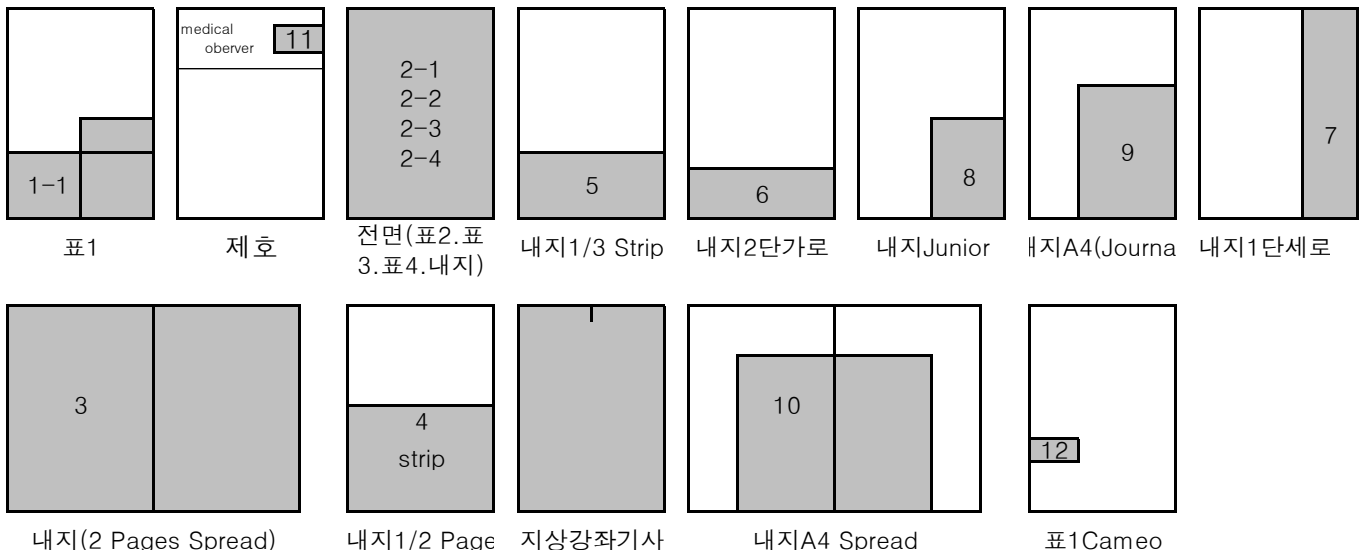 medical
oberver
11
2-1
2-2
2-3
2-4
1-1
5
6
8
9
7
표1
제호
전면(표2.표
3.표4.내지)
내지1/3 Strip
내지2단가로
내지Junior
내지A4(Journa
내지1단세로
3
4
strip
10
12
내지(2 Pages Spread)
내지1/2 Page
지상강좌기사
내지A4 Spread
표1Cameo